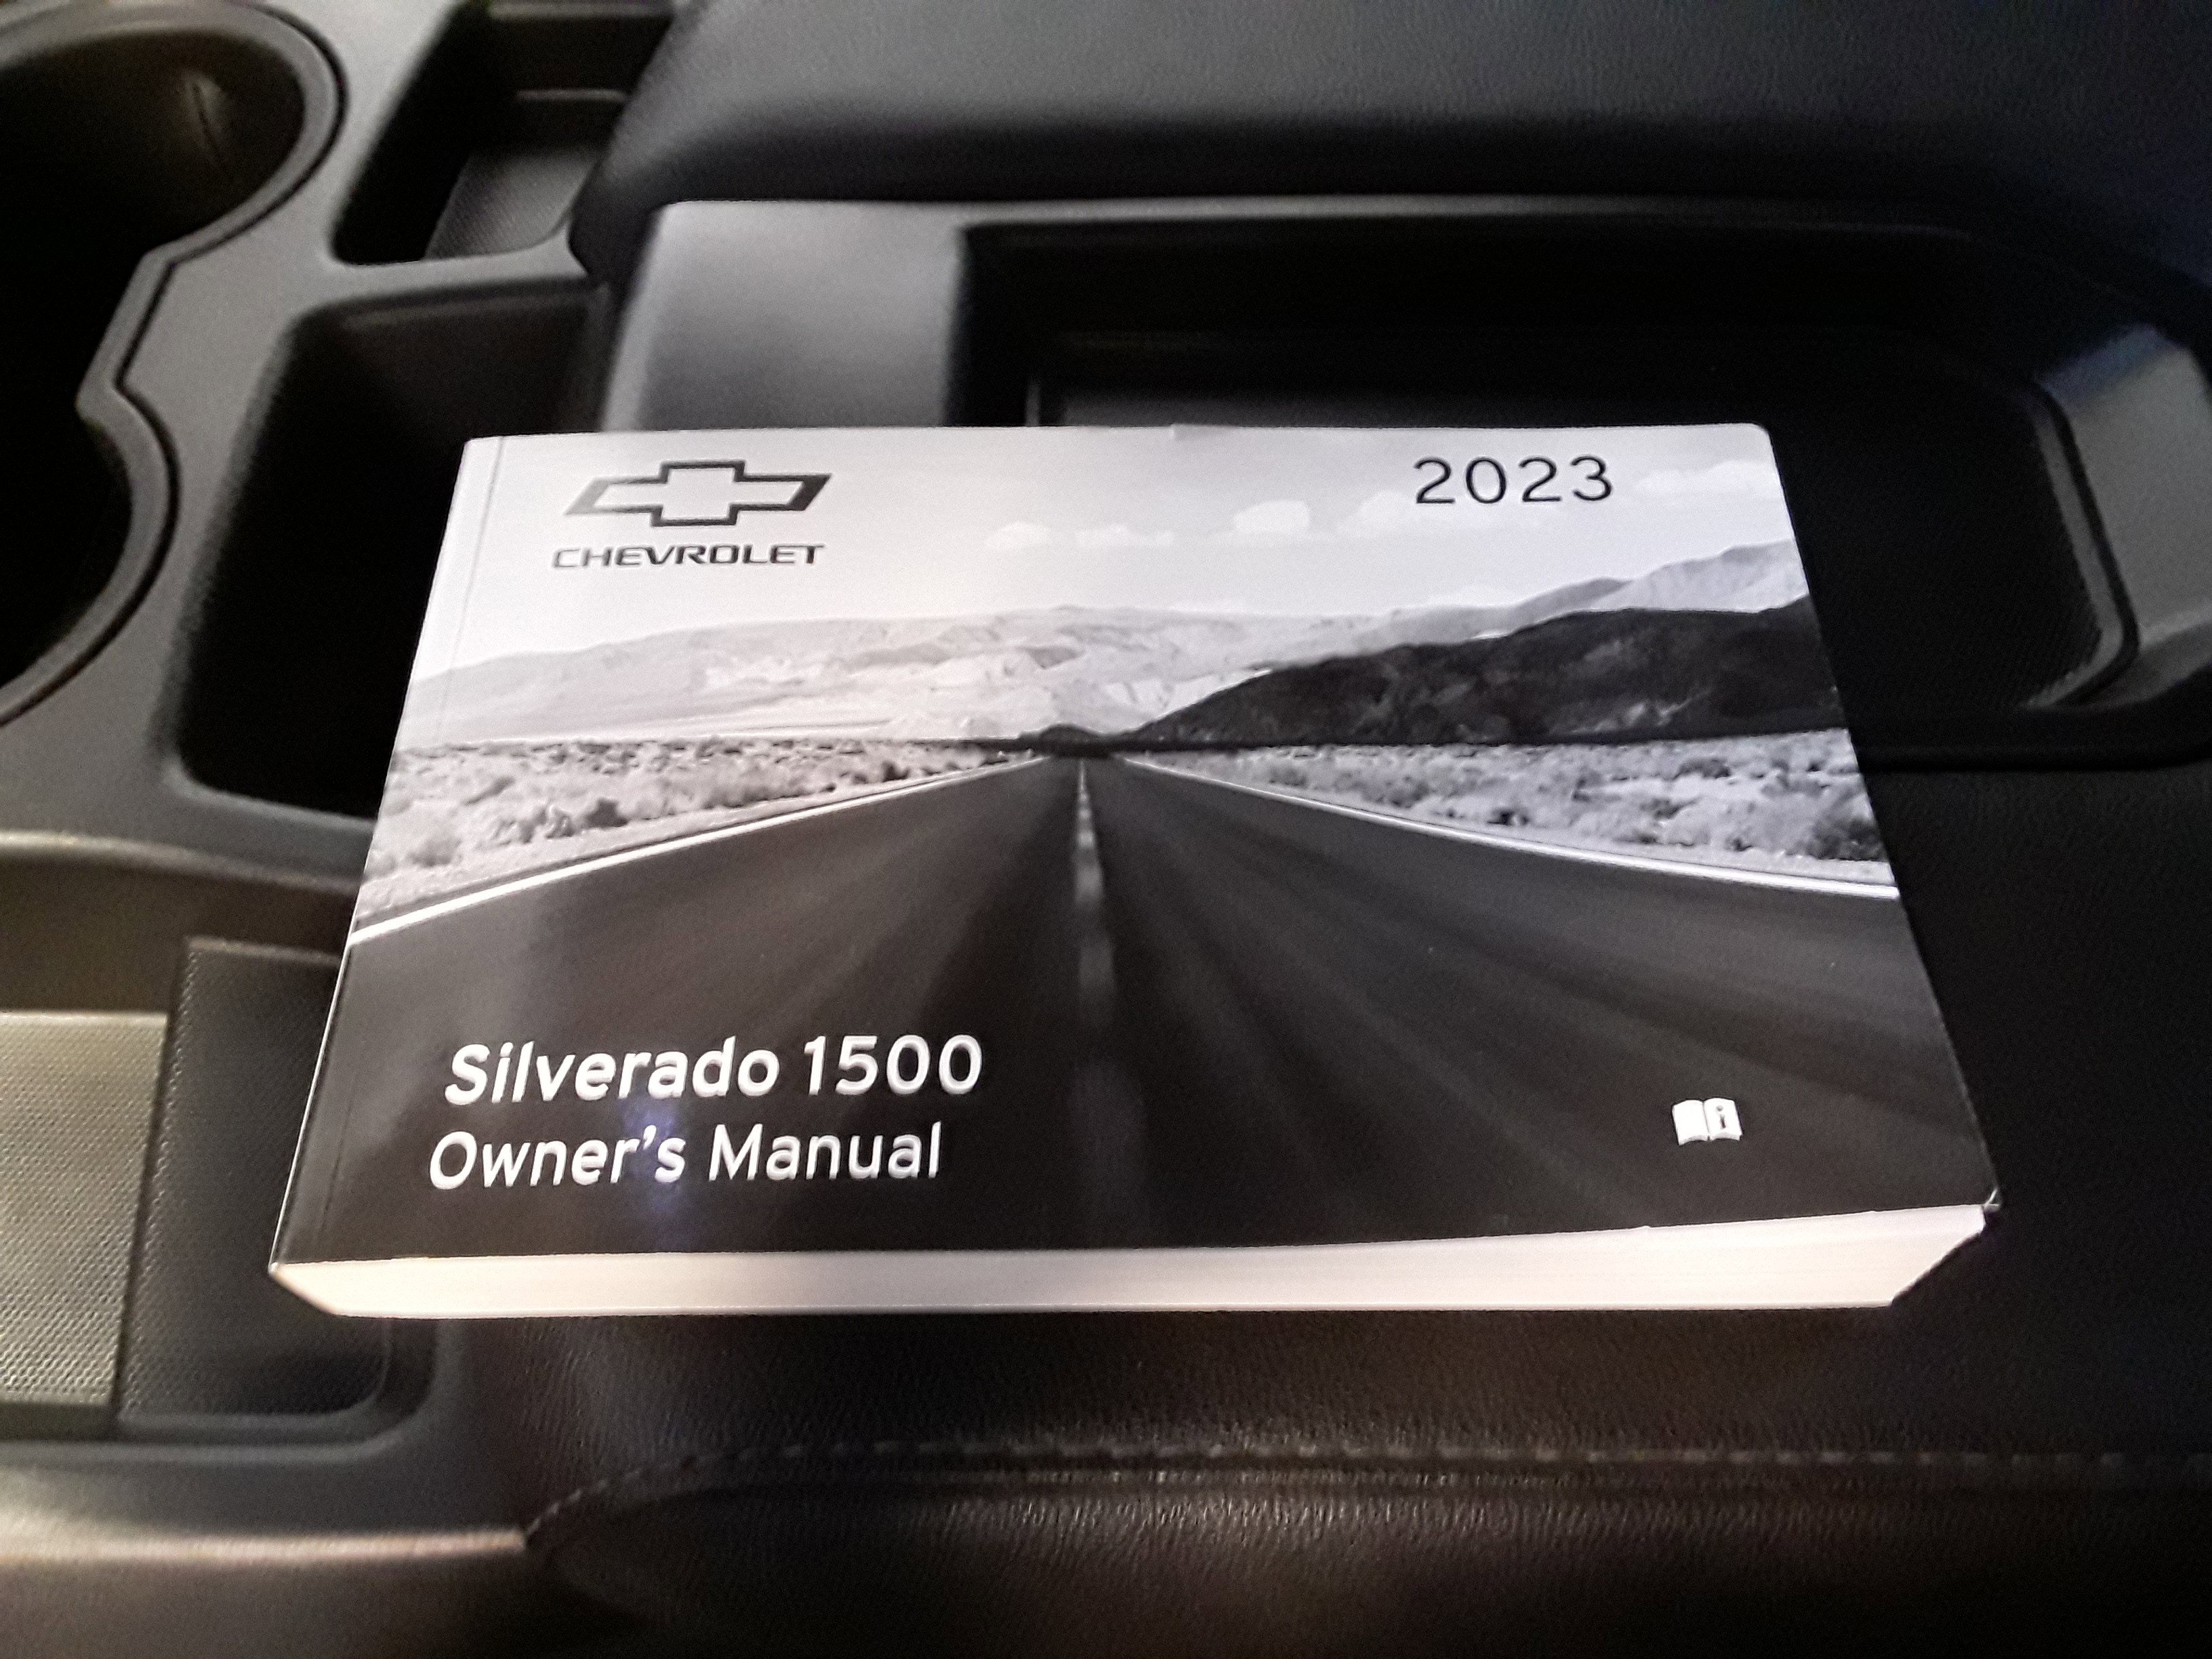 CHEVROLET
2023
Silverado 1500
Owner's Manual
i